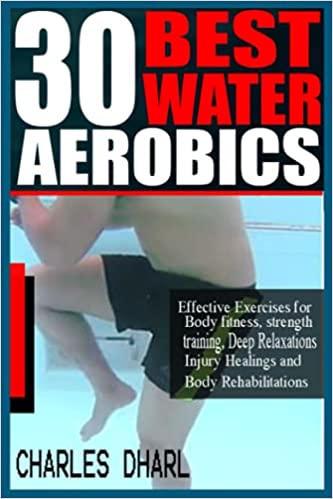 30 BEST
WATER
AEROBICS
Effective Exercises for
Body fitness, strength
training, Deep Relaxations
Injury Healings and
Body Rehabilitations
CHARLES DHARL